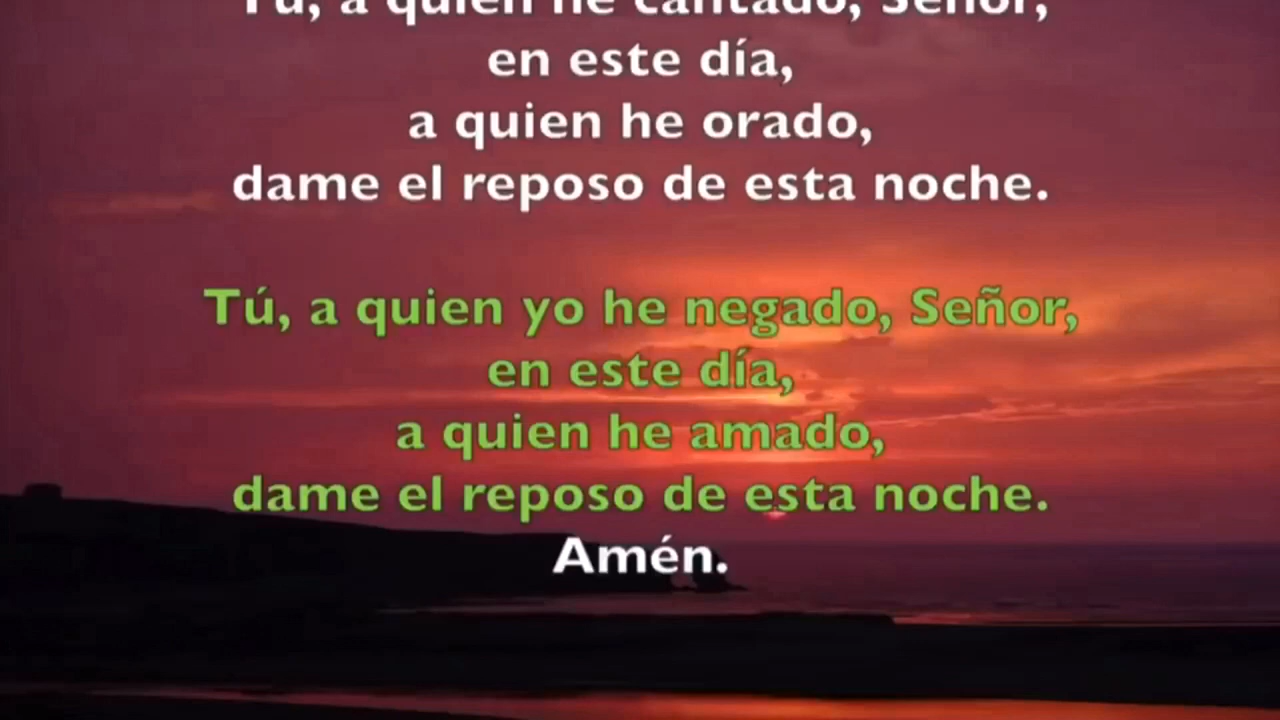 Tú, a quien he cantado, Señor,
en este día,
a quien he orado,
dame el reposo de esta noche.
Tú, a quien yo he negado, Señor,
en este día,
a quien he amado,
dame el reposo de esta noche.
Amén.